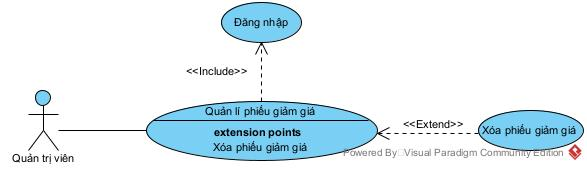 Đăng nhập
<<Include>>
Quản lí phiếu giảm giá
extension points
Xóa phiếu giảm giá
<<Extend>>
Xóa phiếu giảm giá
Quản trị viên
Powered By Visual Paradigm Community Edition